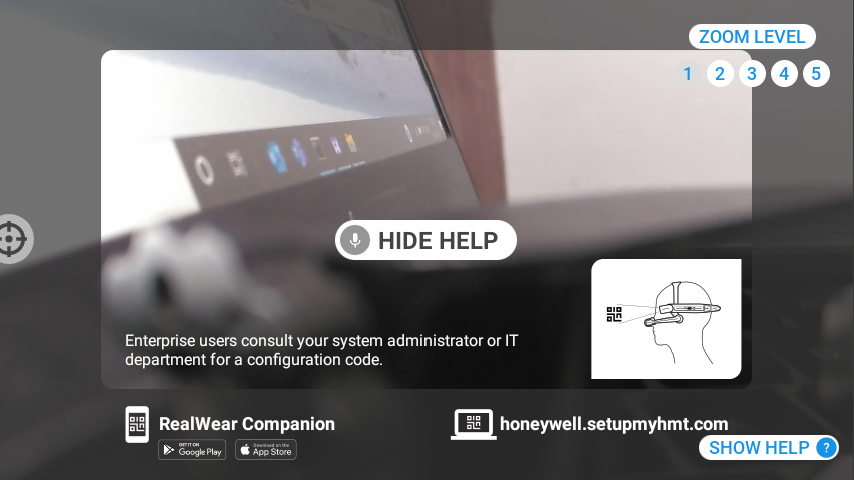 ZOOM LEVEL
1 2 3 4 5
HIDE HELP
Enterprise users consult your system administrator or IT
department for a configuration code.
RealWear Companion
GET IT ON
Google Play
Download on the
App Store
honeywell.setupmyhmt.com
SHOW HELP ?